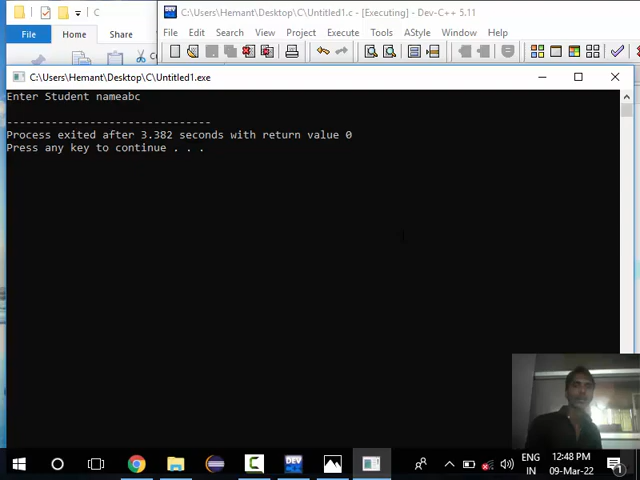 C
C:\Users\Hemant\Desktop\C\Untitled1.c - [Executing] - Dev-C++ 5.11
File Home Share
File Edit Search View Project Execute Tools AStyle Window Help
C:\Users\Hemant\Desktop\C\Untitled1.exe
Enter Student nameabc
--------------------------------
Process exited after 3.382 seconds with return value 0
Press any key to continue . . .
DEV
ENG
IN
12:48 PM
09-Mar-22
1